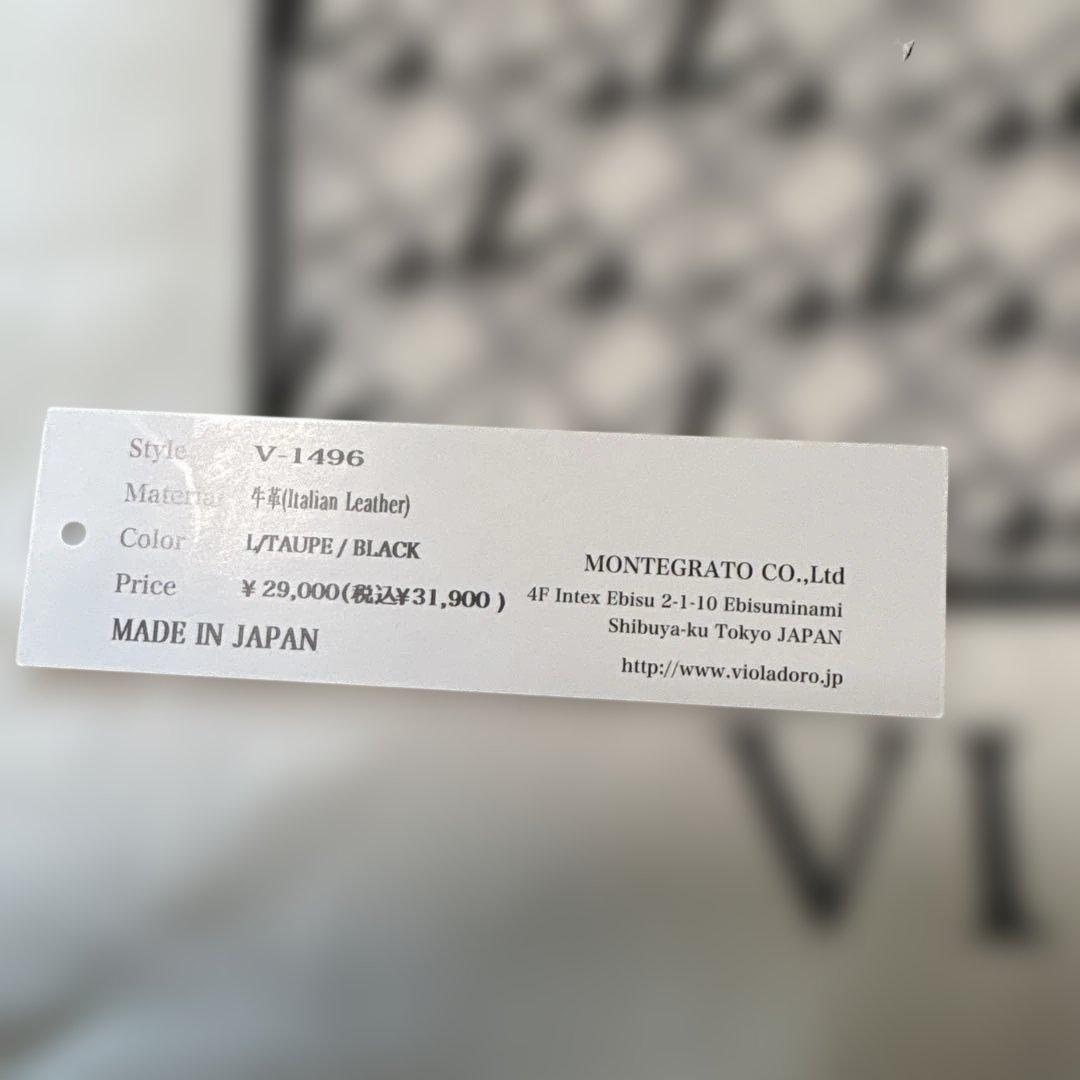 Style V-1496
Material 牛革(Italian Leather)
Color L/TAUPE / BLACK
Price ¥ 29,000(税込¥31,900 )
MADE IN JAPAN
MONTEGRATO CO.,Ltd
4F Intex Ebisu 2-1-10 Ebisuminami
Shibuya-ku Tokyo JAPAN
http://www.violadoro.jp
VI